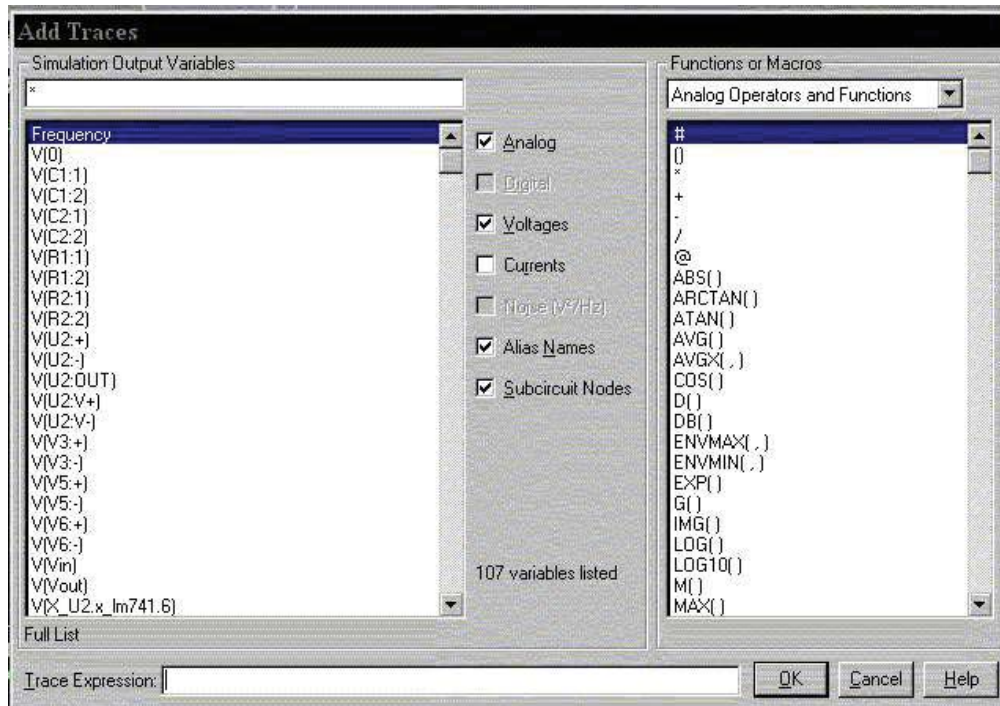 Add Traces
Simulation Output Variables
*
Frequency
V(0)
V(C1:1)
V(C1:2)
V(C2:1)
V(C2:2)
V(R1:1)
V(R1:2)
V(R2:1)
V(R2:2)
V(U2:+)
V(U2:-)
V(U2:OUT)
V(U2:V+)
V(U2:V-)
V(V3:+)
V(V3:-)
V(V5:+)
V(V5:-)
V(V6:+)
V(V6:-)
V(Vin)
V(Vout)
V(X_U2.x_lm741.6)
Full List
Analog
Digital
Voltages
Currents
Noise (V²/Hz)
Alias Names
Subcircuit Nodes
107 variables listed
Functions or Macros
Analog Operators and Functions
#
()
*
+
-
/
@
ABS( )
ARCTAN( )
ATAN( )
AVG( )
AVGX( , )
COS( )
D( )
DB( )
ENVMAX( , )
ENVMIN( , )
EXP( )
G( )
IMG( )
LOG( )
LOG10( )
M( )
MAX( )
Trace Expression:
OK
Cancel
Help